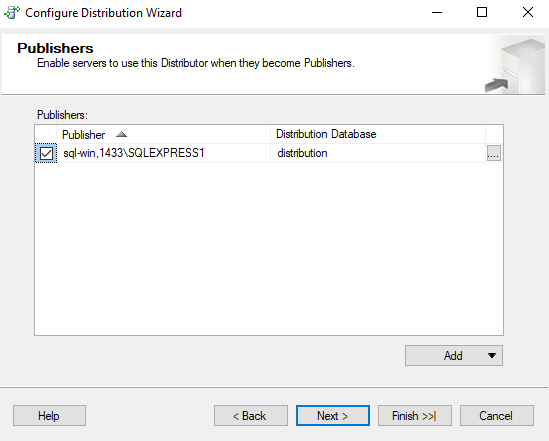 Configure Distribution Wizard
Publishers
Enable servers to use this Distributor when they become Publishers.
Publishers:
Publisher Distribution Database
sql-win,1433\SQLEXPRESS1 distribution ...
Add
Help < Back Next > Finish >>| Cancel